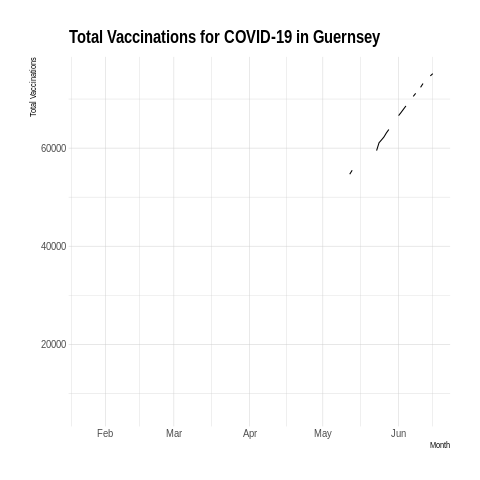 Total Vaccinations for COVID-19 in Guernsey
Total Vaccinations
60000
40000
20000
Feb Mar Apr May Jun
Month